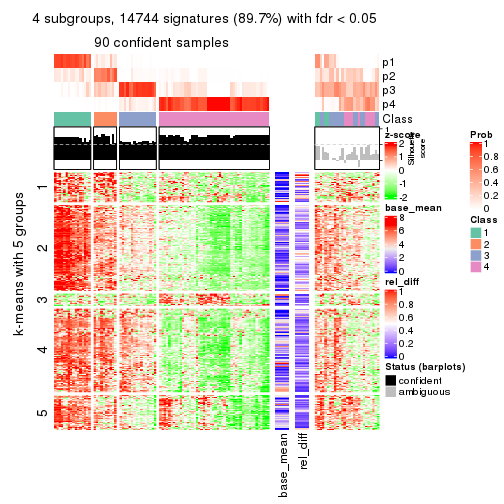 4 subgroups, 14744 signatures (89.7%) with fdr < 0.05
90 confident samples
p1
p2
p3
p4
Class
1
Silhouette
score
k-means with 5 groups
1
2
3
4
5
base_mean
rel_diff
z-score
2
1
0
-1
-2
base_mean
8
6
4
2
0
rel_diff
1
0.8
0.6
0.4
0.2
0
Status (barplots)
confident
ambiguous
Prob
1
0.8
0.6
0.4
0.2
0
Class
1
2
3
4